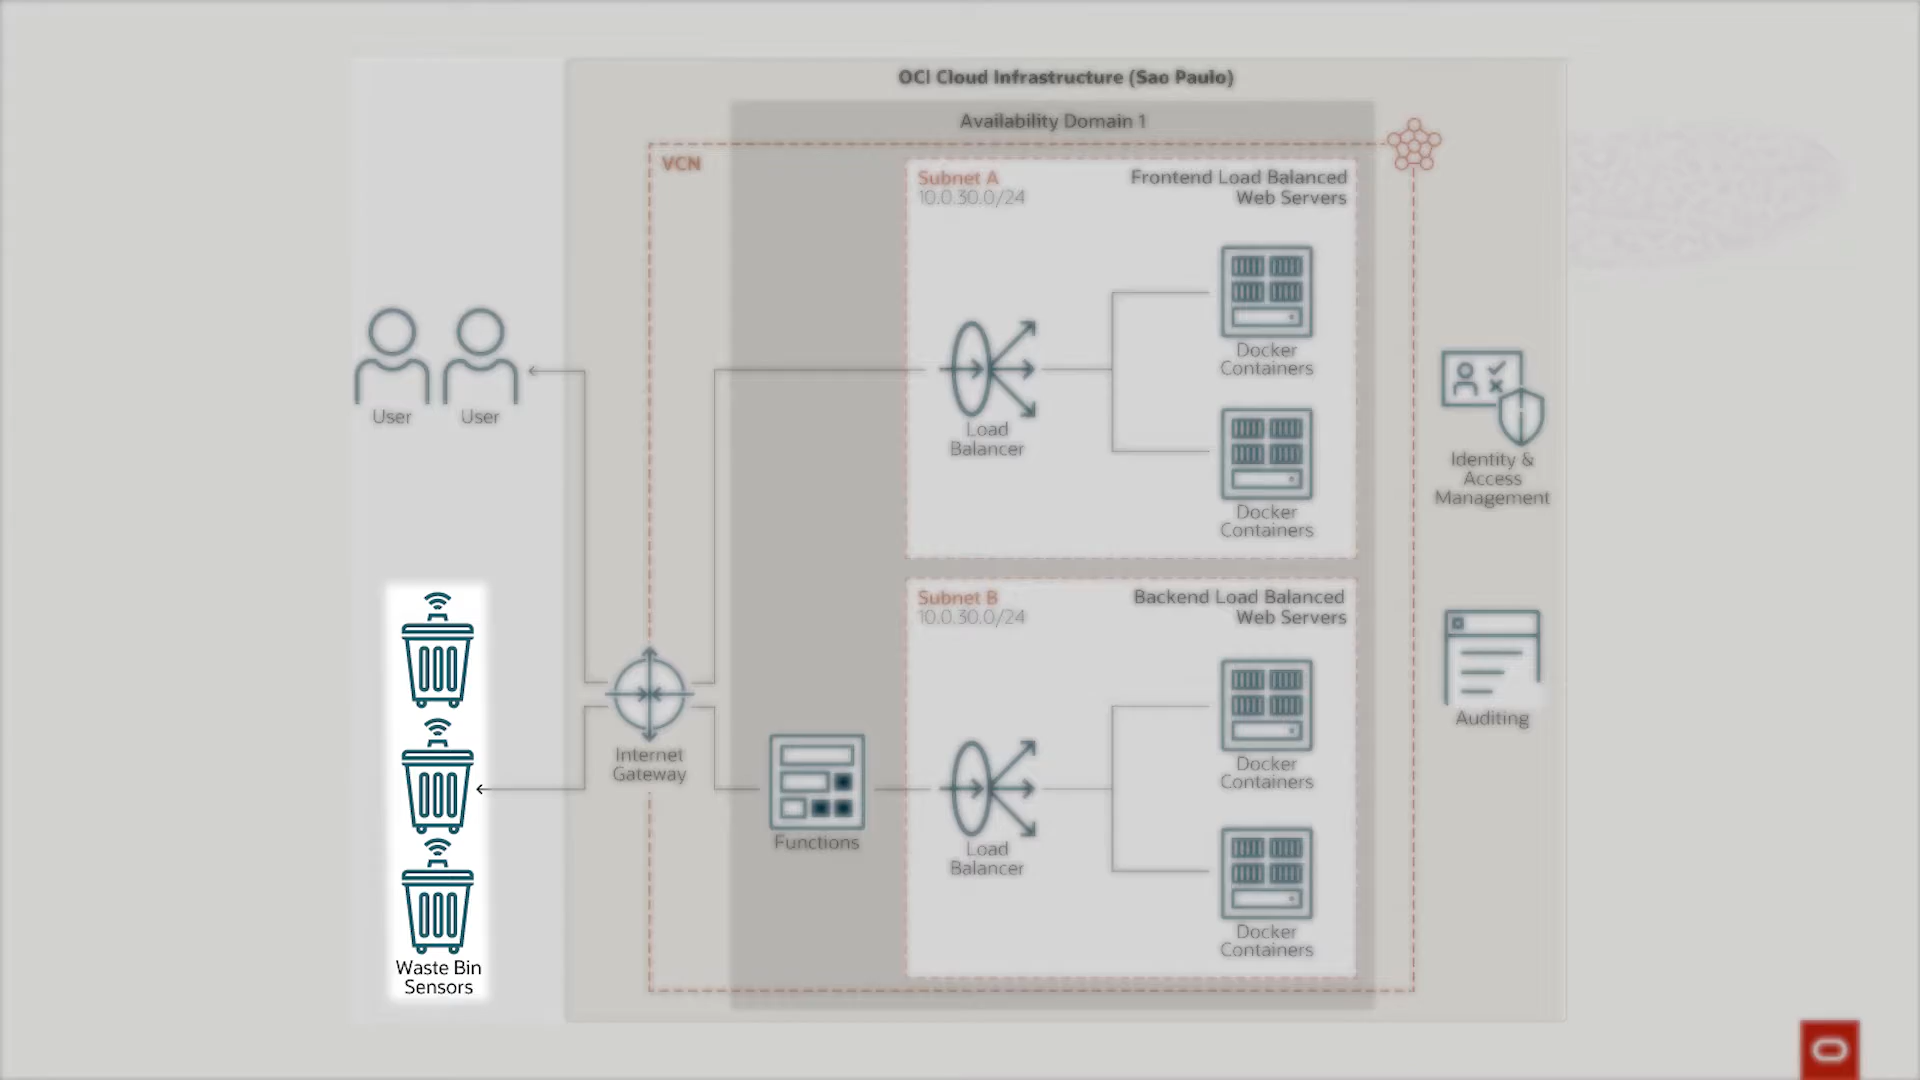 OCI Cloud Infrastructure (Sao Paulo)
Availability Domain 1
VCN
Subnet A
10.0.30.0/24
Frontend Load Balanced
Web Servers
Docker
Containers
User
User
Load
Balancer
Docker
Containers
Identity &
Access
Management
Subnet B
10.0.30.0/24
Backend Load Balanced
Web Servers
Internet
Gateway
Functions
Load
Balancer
Docker
Containers
Docker
Containers
Auditing
Waste Bin
Sensors